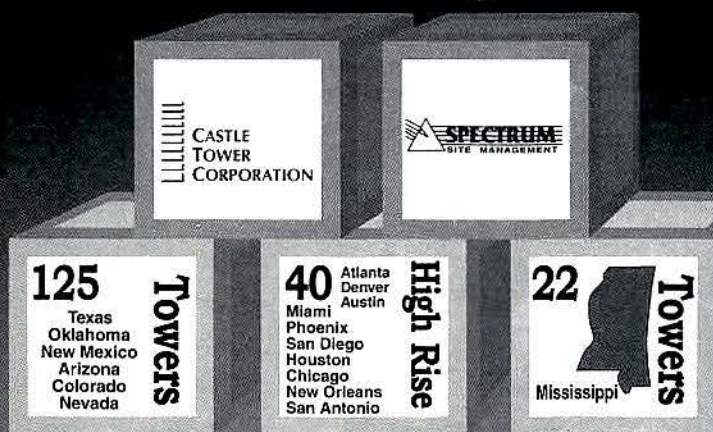 CASTLE
TOWER
CORPORATION
SPECTRUM
SITE MANAGEMENT
125
Texas
Oklahoma
New Mexico
Arizona
Colorado
Nevada
Towers
40
Atlanta
Denver
Austin
Miami
Phoenix
San Diego
Houston
Chicago
New Orleans
San Antonio
High Rise
22
Mississippi
Towers